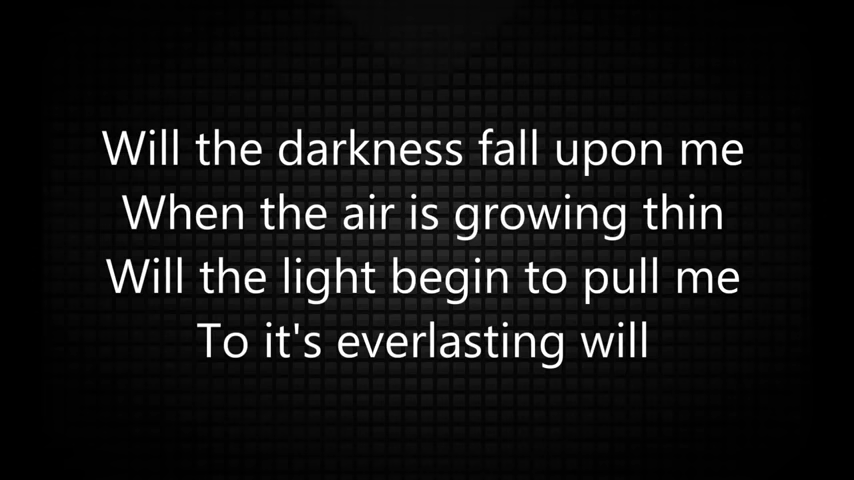 Will the darkness fall upon me
When the air is growing thin
Will the light begin to pull me
To it's everlasting will